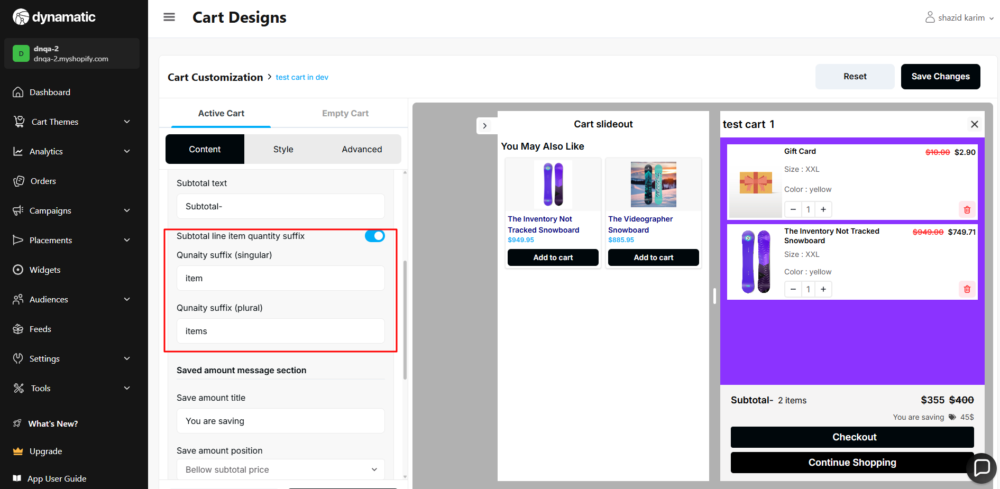 dynamatic
D
dnqa-2
dnqa-2.myshopify.com
Dashboard
Cart Themes
Analytics
Orders
Campaigns
Placements
Widgets
Audiences
Feeds
Settings
Tools
What's New?
Upgrade
App User Guide
Cart Designs
shazid karim
Cart Customization > test cart in dev
Reset
Save Changes
Active Cart
Empty Cart
Content
Style
Advanced
Subtotal text
Subtotal-
Subtotal line item quantity suffix
Qunaity suffix (singular)
item
Qunaity suffix (plural)
items
Saved amount message section
Save amount title
You are saving
Save amount position
Bellow subtotal price
Cart slideout
You May Also Like
The Inventory Not
Tracked Snowboard
$949.95
Add to cart
The Videographer
Snowboard
$885.95
Add to cart
test cart 1
Gift Card
$10.00 $2.90
Size : XXL
Color : yellow
1
The Inventory Not Tracked
Snowboard
$949.00 $749.71
Size : XXL
Color : yellow
1
Subtotal- 2 items
$355 $400
You are saving 45$
Checkout
Continue Shopping